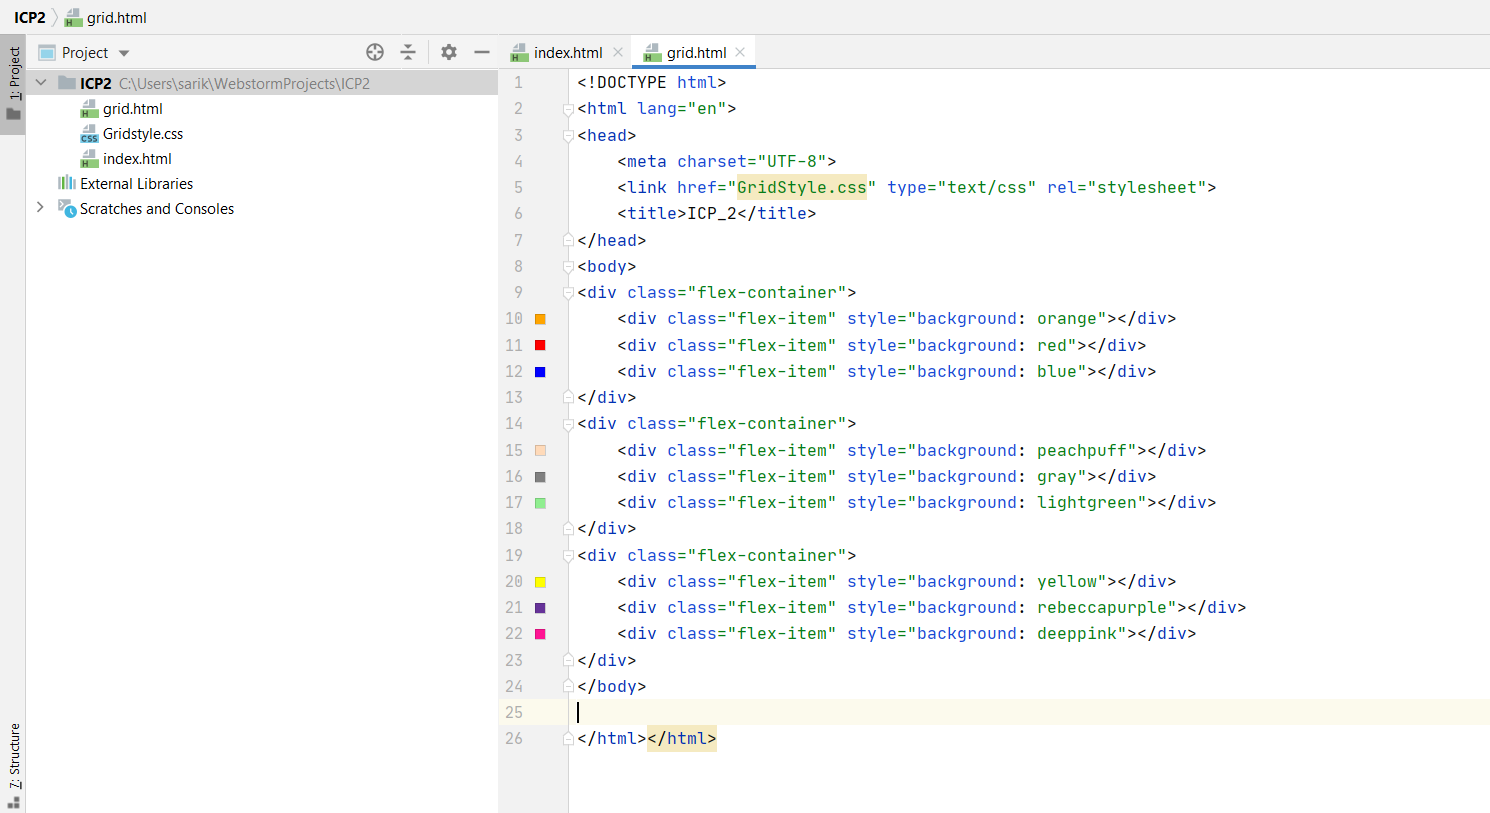 ICP2 grid.html
Project
index.html
grid.html
1: Project
ICP2 C:\Users\sarik\WebstormProjects\ICP2
grid.html
Gridstyle.css
index.html
External Libraries
Scratches and Consoles
7: Structure
1 <!DOCTYPE html>
2 <html lang="en">
3 <head>
4     <meta charset="UTF-8">
5     <link href="GridStyle.css" type="text/css" rel="stylesheet">
6     <title>ICP_2</title>
7 </head>
8 <body>
9 <div class="flex-container">
10     <div class="flex-item" style="background: orange"></div>
11     <div class="flex-item" style="background: red"></div>
12     <div class="flex-item" style="background: blue"></div>
13 </div>
14 <div class="flex-container">
15     <div class="flex-item" style="background: peachpuff"></div>
16     <div class="flex-item" style="background: gray"></div>
17     <div class="flex-item" style="background: lightgreen"></div>
18 </div>
19 <div class="flex-container">
20     <div class="flex-item" style="background: yellow"></div>
21     <div class="flex-item" style="background: rebeccapurple"></div>
22     <div class="flex-item" style="background: deeppink"></div>
23 </div>
24 </body>
25
26 </html></html>